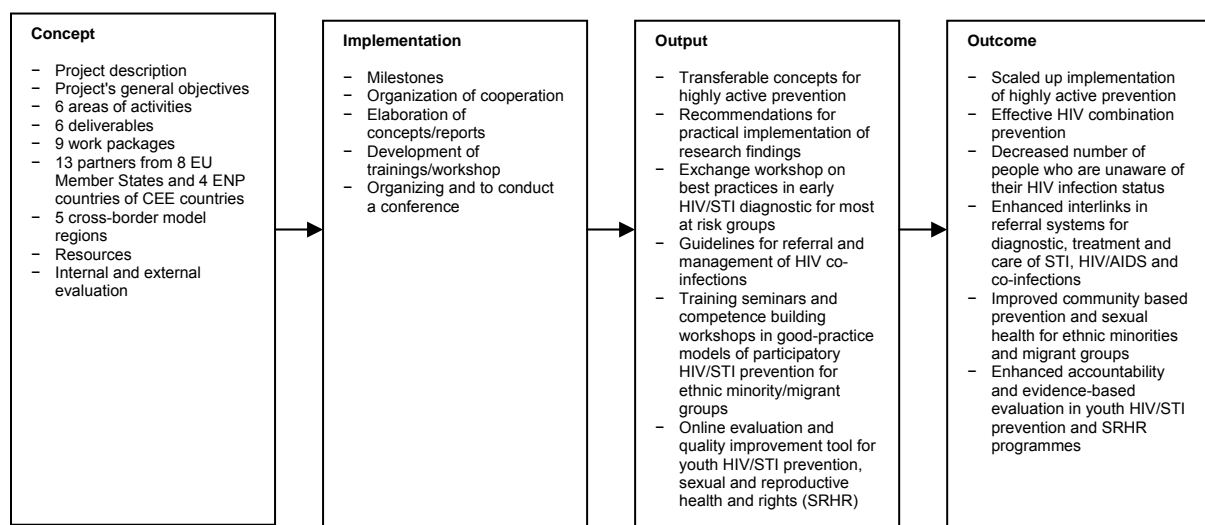 Concept
− Project description
− Project's general objectives
− 6 areas of activities
− 6 deliverables
− 9 work packages
− 13 partners from 8 EU
Member States and 4 ENP
countries of CEE countries
− 5 cross-border model
regions
− Resources
− Internal and external
evaluation
Implementation
− Milestones
− Organization of cooperation
− Elaboration of
concepts/reports
− Development of
trainings/workshop
− Organizing and to conduct
a conference
Output
− Transferable concepts for
highly active prevention
− Recommendations for
practical implementation of
research findings
− Exchange workshop on
best practices in early
HIV/STI diagnostic for most
at risk groups
− Guidelines for referral and
management of HIV co-
infections
− Training seminars and
competence building
workshops in good-practice
models of participatory
HIV/STI prevention for
ethnic minority/migrant
groups
− Online evaluation and
quality improvement tool for
youth HIV/STI prevention,
sexual and reproductive
health and rights (SRHR)
Outcome
− Scaled up implementation
of highly active prevention
− Effective HIV combination
prevention
− Decreased number of
people who are unaware of
their HIV infection status
− Enhanced interlinks in
referral systems for
diagnostic, treatment and
care of STI, HIV/AIDS and
co-infections
− Improved community based
prevention and sexual
health for ethnic minorities
and migrant groups
− Enhanced accountability
and evidence-based
evaluation in youth HIV/STI
prevention and SRHR
programmes